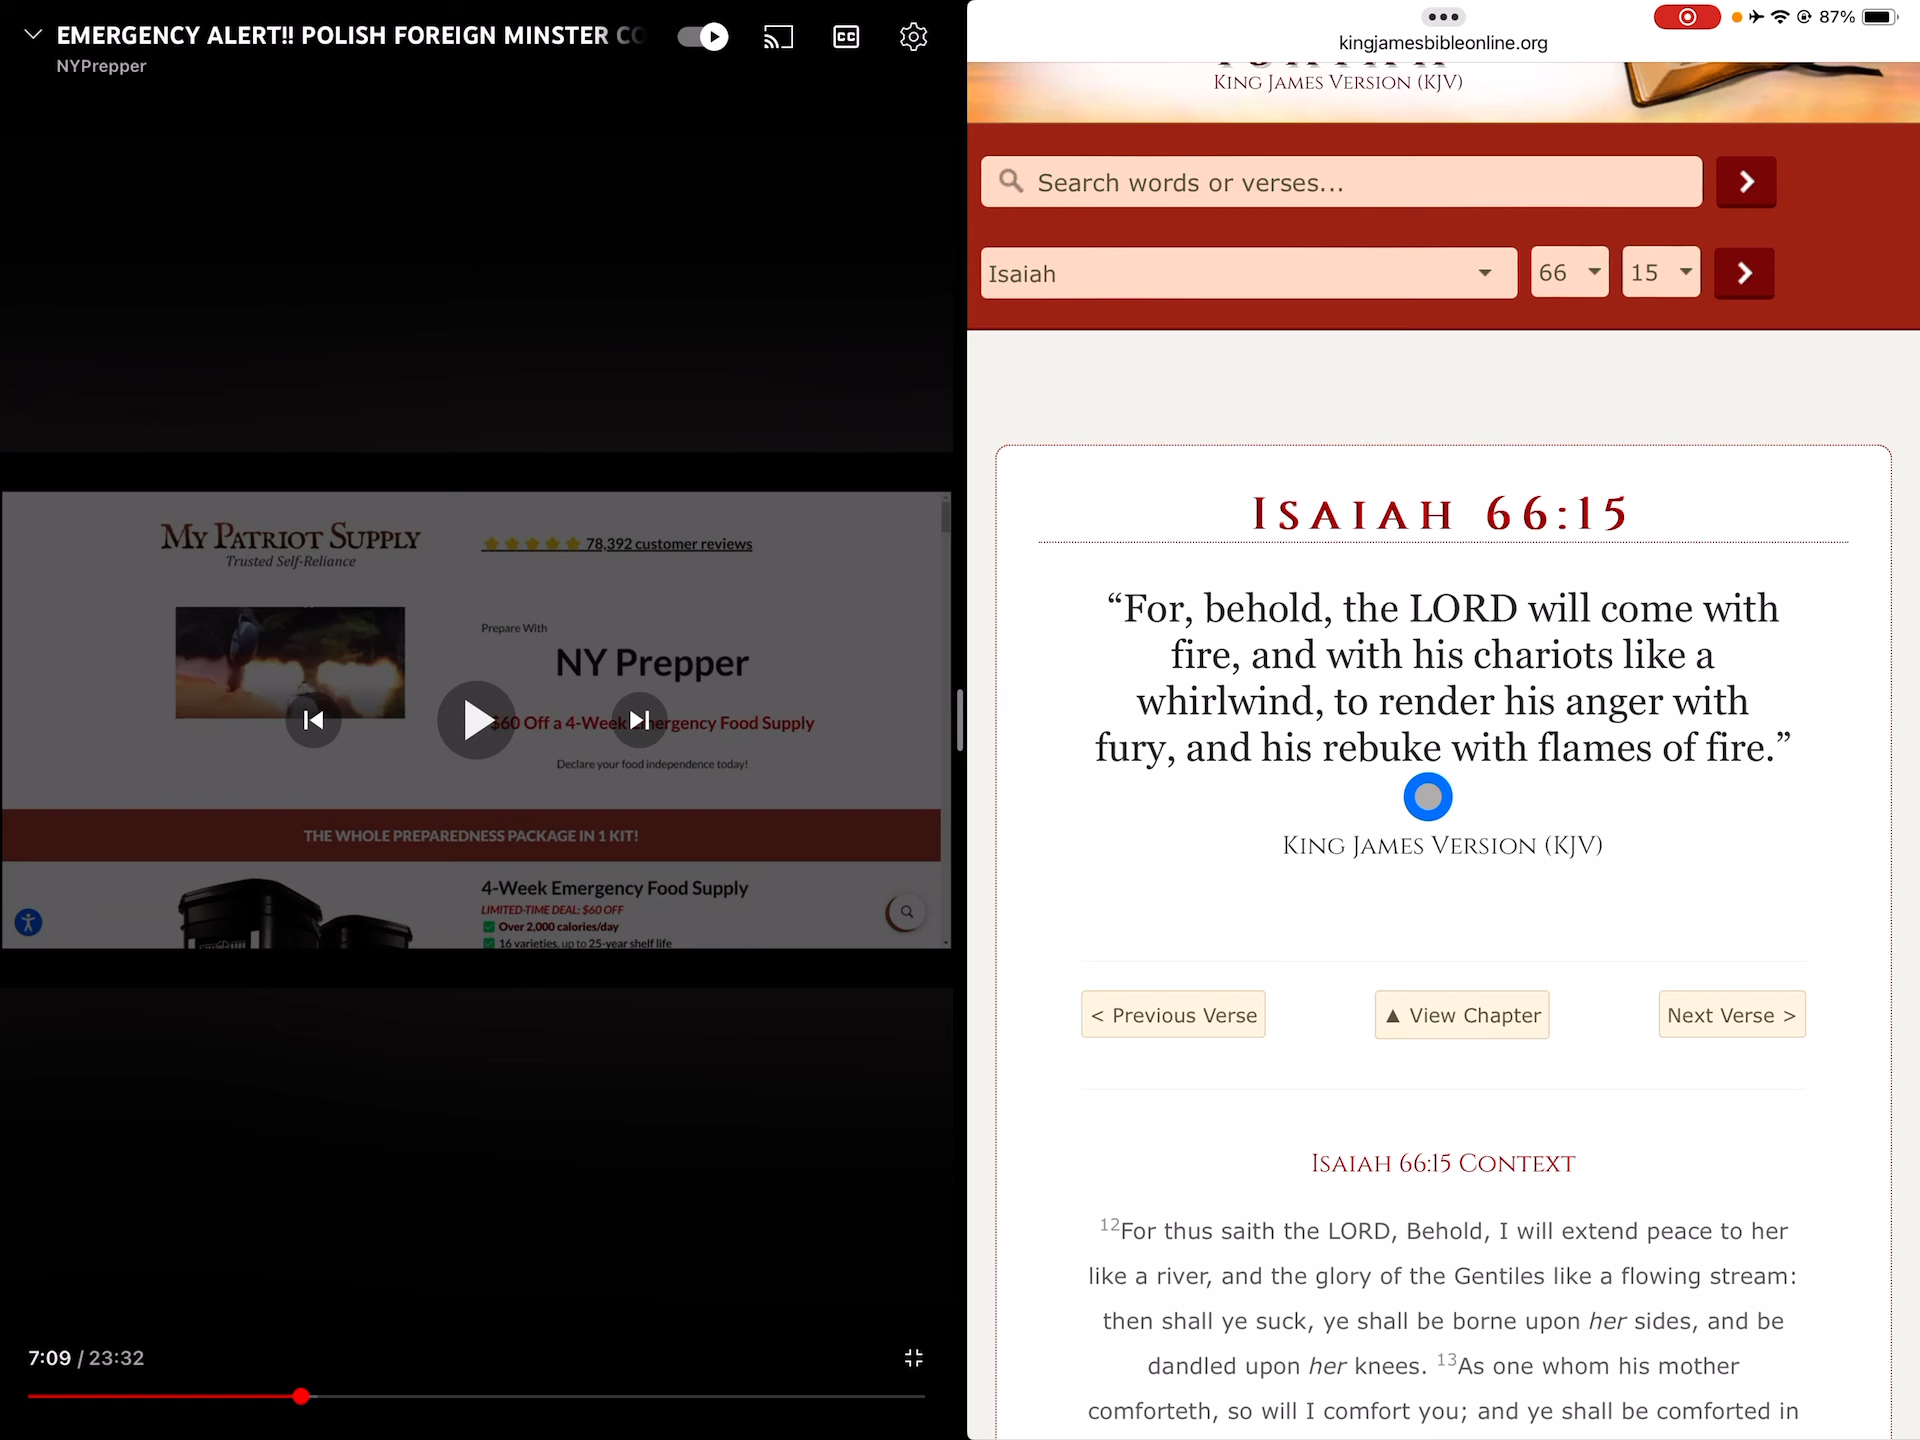 EMERGENCY ALERT!! POLISH FOREIGN MINSTER CO
NYPrepper
CC
MY PATRIOT SUPPLY
Trusted Self-Reliance
78,392 customer reviews
Prepare With
NY Prepper
$60 Off a 4-Week Emergency Food Supply
Declare your food independence today!
THE WHOLE PREPAREDNESS PACKAGE IN 1 KIT!
4-Week Emergency Food Supply
LIMITED-TIME DEAL: $60 OFF
Over 2,000 calories/day
16 varieties, up to 25-year shelf life
7:09 / 23:32
87%
kingjamesbibleonline.org
KING JAMES VERSION (KJV)
Search words or verses...
Isaiah
66
15
ISAIAH 66:15
“For, behold, the LORD will come with
fire, and with his chariots like a
whirlwind, to render his anger with
fury, and his rebuke with flames of fire.”
KING JAMES VERSION (KJV)
< Previous Verse
▲ View Chapter
Next Verse >
ISAIAH 66:15 CONTEXT
12For thus saith the LORD, Behold, I will extend peace to her
like a river, and the glory of the Gentiles like a flowing stream:
then shall ye suck, ye shall be borne upon her sides, and be
dandled upon her knees. 13As one whom his mother
comforteth, so will I comfort you; and ye shall be comforted in